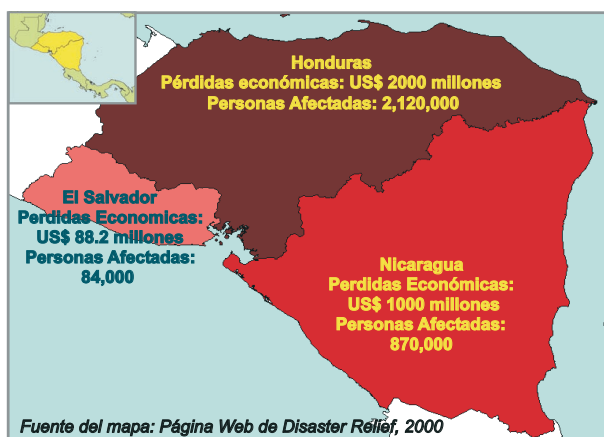 Honduras
Pérdidas económicas: US$ 2000 millones
Personas Afectadas: 2,120,000
El Salvador
Perdidas Economicas:
US$ 88.2 millones
Personas Afectadas:
84,000
Nicaragua
Perdidas Económicas:
US$ 1000 millones
Personas Afectadas:
870,000
Fuente del mapa: Página Web de Disaster Relief, 2000